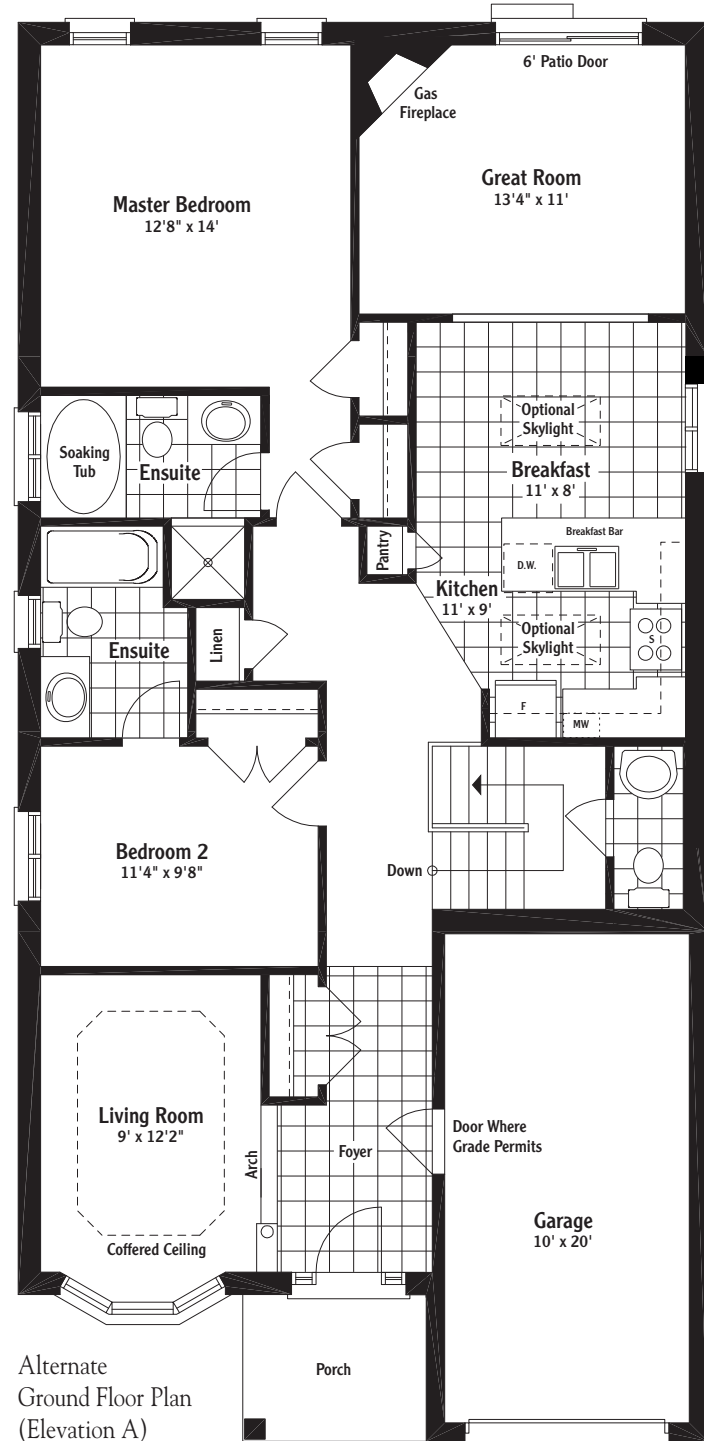 6' Patio Door
Gas
Fireplace
Master Bedroom
12'8" x 14'
Great Room
13'4" x 11'
Optional
Skylight
Soaking
Tub
Ensuite
Breakfast
11' x 8'
Breakfast Bar
Pantry
D.W.
Kitchen
11' x 9'
Optional
Skylight
S
Ensuite
Linen
F
MW
Bedroom 2
11'4" x 9'8"
Down
Living Room
9' x 12'2"
Arch
Foyer
Door Where
Grade Permits
Garage
10' x 20'
Coffered Ceiling
Porch
Alternate
Ground Floor Plan
(Elevation A)